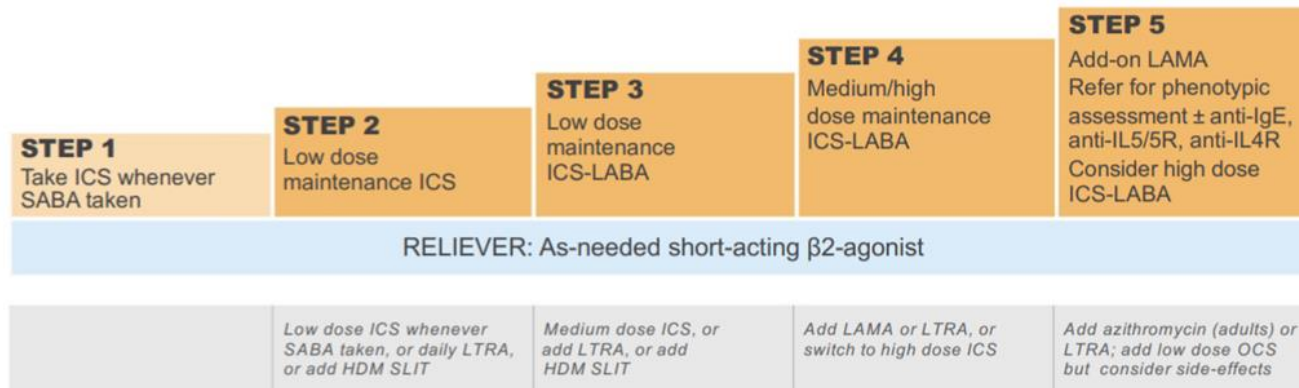 STEP 1
Take ICS whenever
SABA taken
STEP 2
Low dose
maintenance ICS
STEP 3
Low dose
maintenance
ICS-LABA
STEP 4
Medium/high
dose maintenance
ICS-LABA
STEP 5
Add-on LAMA
Refer for phenotypic
assessment ± anti-IgE,
anti-IL5/5R, anti-IL4R
Consider high dose
ICS-LABA
RELIEVER: As-needed short-acting β2-agonist
Low dose ICS whenever
SABA taken, or daily LTRA,
or add HDM SLIT
Medium dose ICS, or
add LTRA, or add
HDM SLIT
Add LAMA or LTRA, or
switch to high dose ICS
Add azithromycin (adults) or
LTRA; add low dose OCS
but consider side-effects